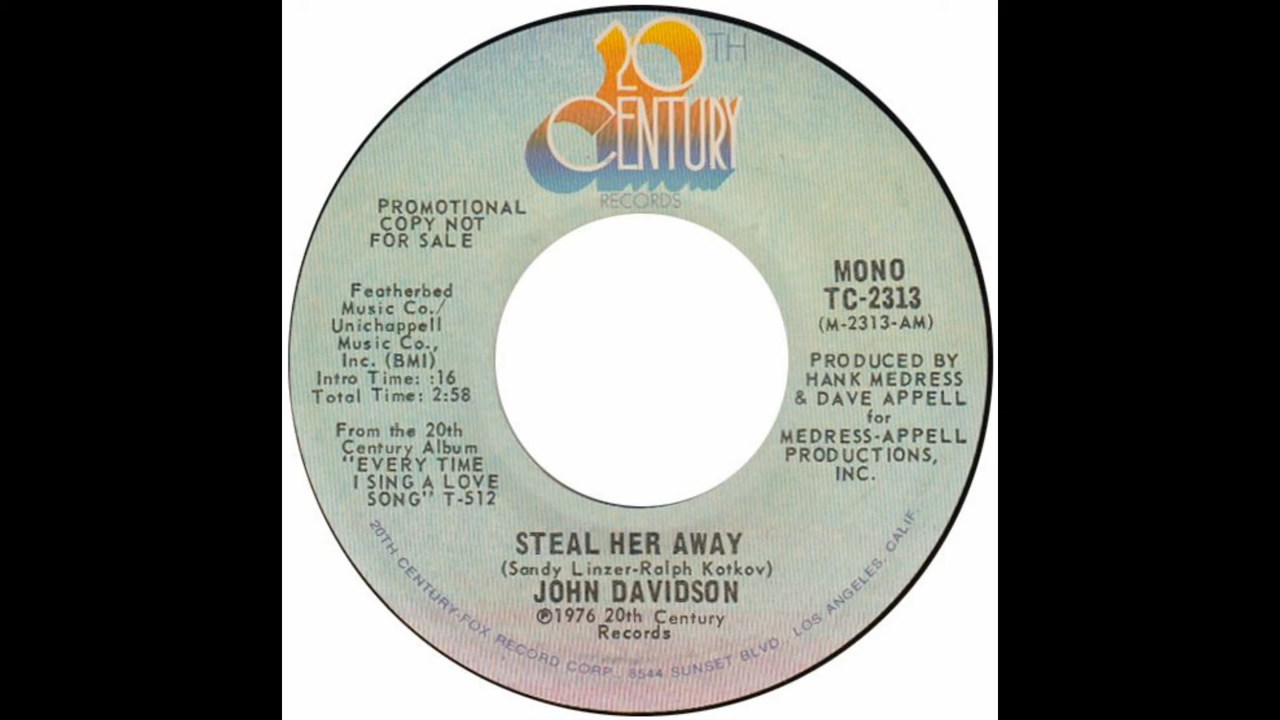 20TH
CENTURY
RECORDS
PROMOTIONAL
COPY NOT
FOR SALE
Featherbed
Music Co./
Unichappell
Music Co.,
Inc. (BMI)
Intro Time: :16
Total Time: 2:58
From the 20th
Century Album
"EVERY TIME
I SING A LOVE
SONG" T-512
MONO
TC-2313
(M-2313-AM)
PRODUCED BY
HANK MEDRESS
& DAVE APPELL
for
MEDRESS-APPELL
PRODUCTIONS,
INC.
STEAL HER AWAY
(Sandy Linzer-Ralph Kotkov)
JOHN DAVIDSON
℗1976 20th Century
Records
20TH CENTURY-FOX RECORD CORP., 8544 SUNSET BLVD., LOS ANGELES, CALIF.